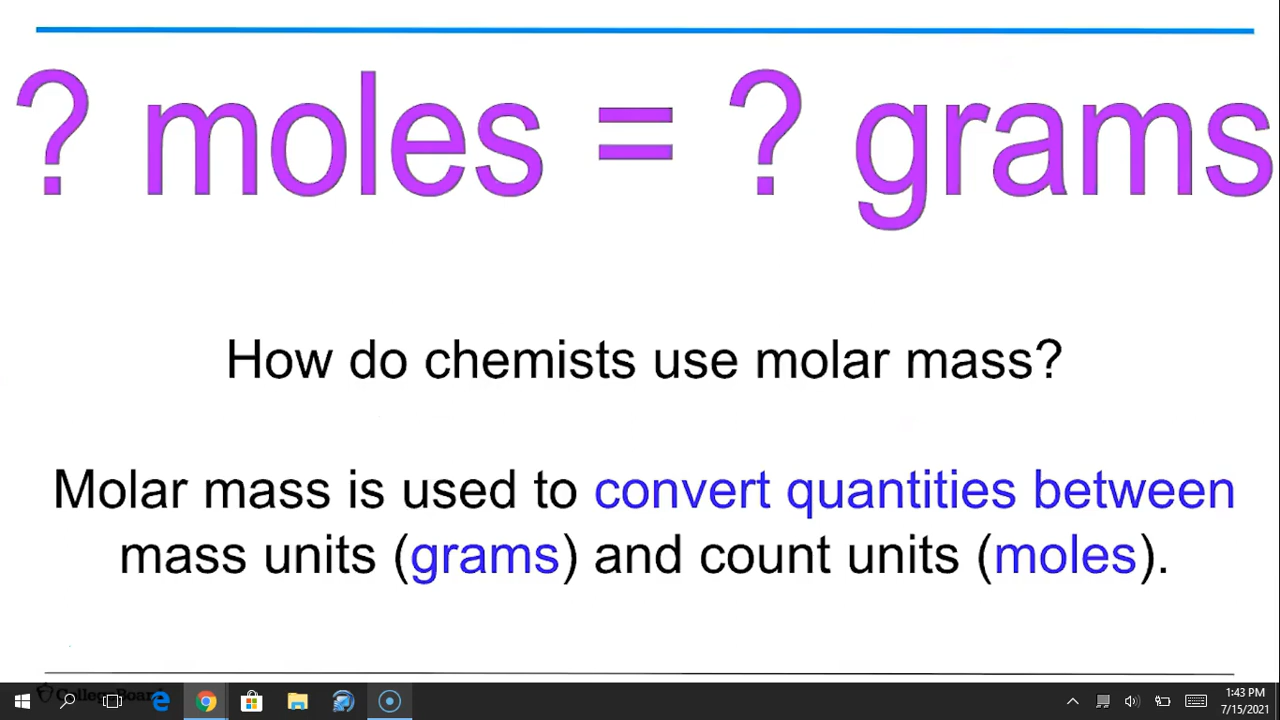 ? moles = ? grams
How do chemists use molar mass?
Molar mass is used to convert quantities between
mass units (grams) and count units (moles).
CollegeBoard
1:43 PM
7/15/2021